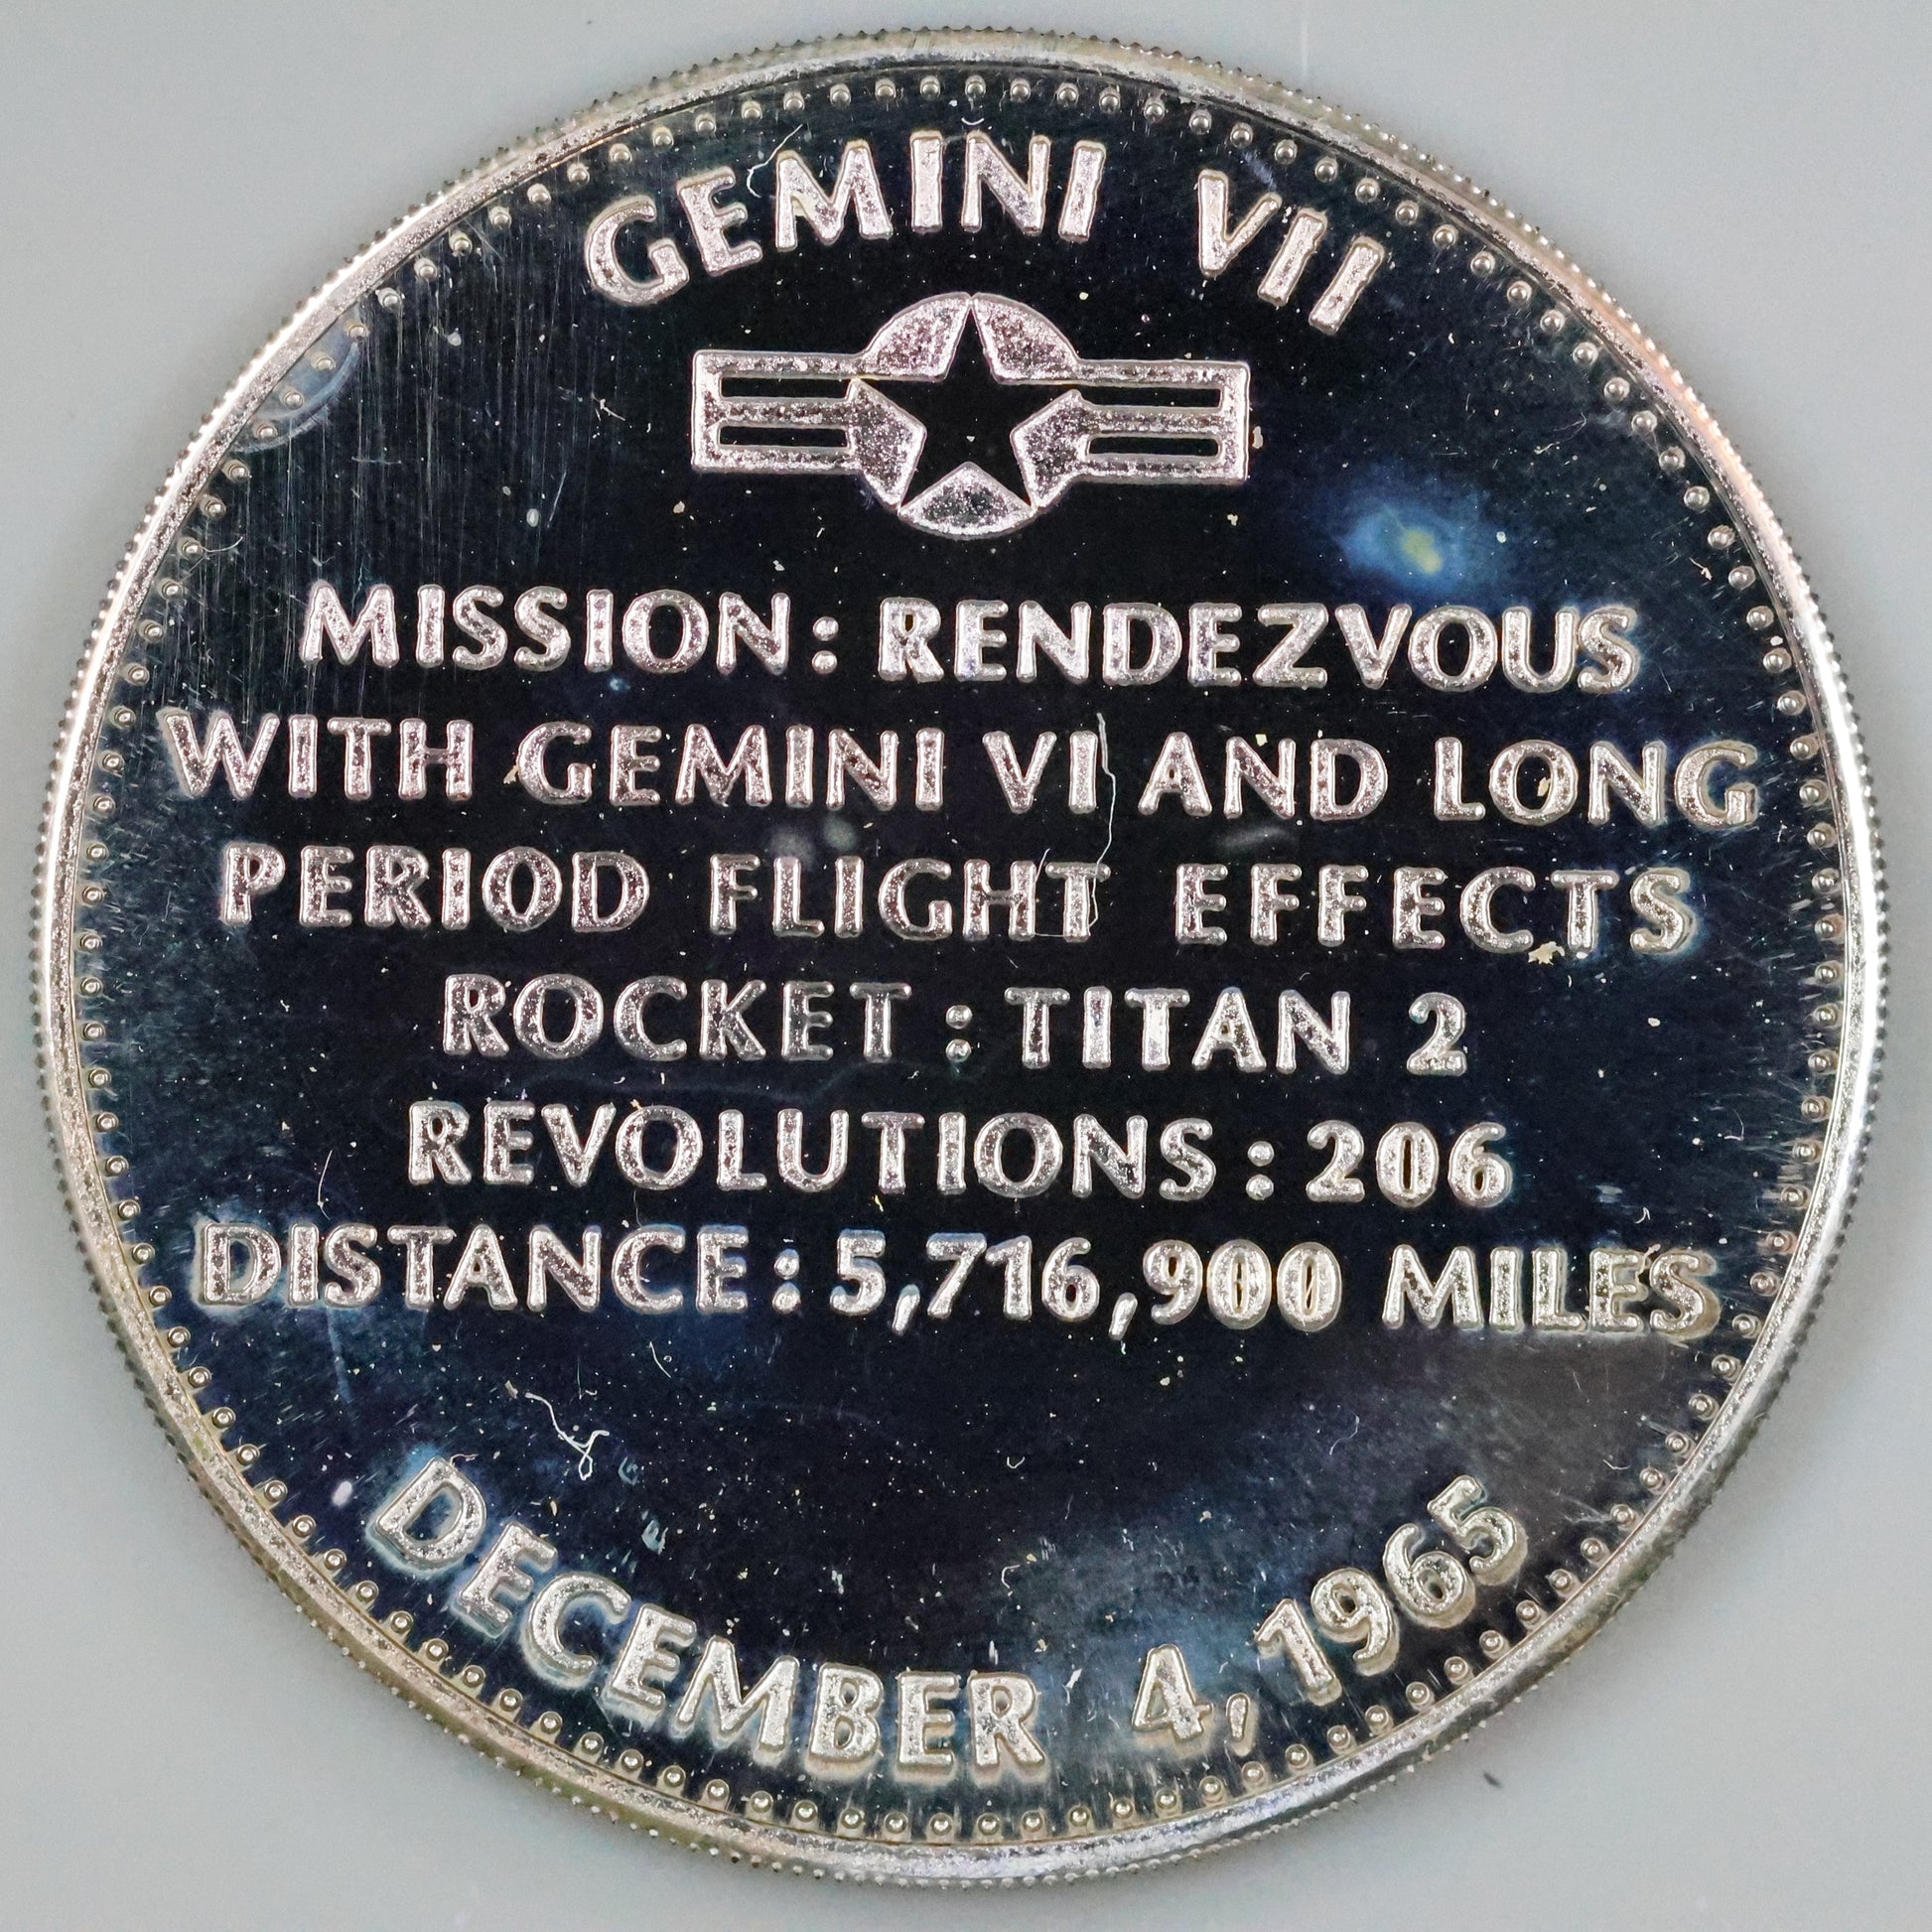 GEMINI VII
MISSION: RENDEZVOUS
WITH GEMINI VI AND LONG
PERIOD FLIGHT EFFECTS
ROCKET : TITAN 2
REVOLUTIONS : 206
DISTANCE : 5,716,900 MILES
DECEMBER 4, 1965